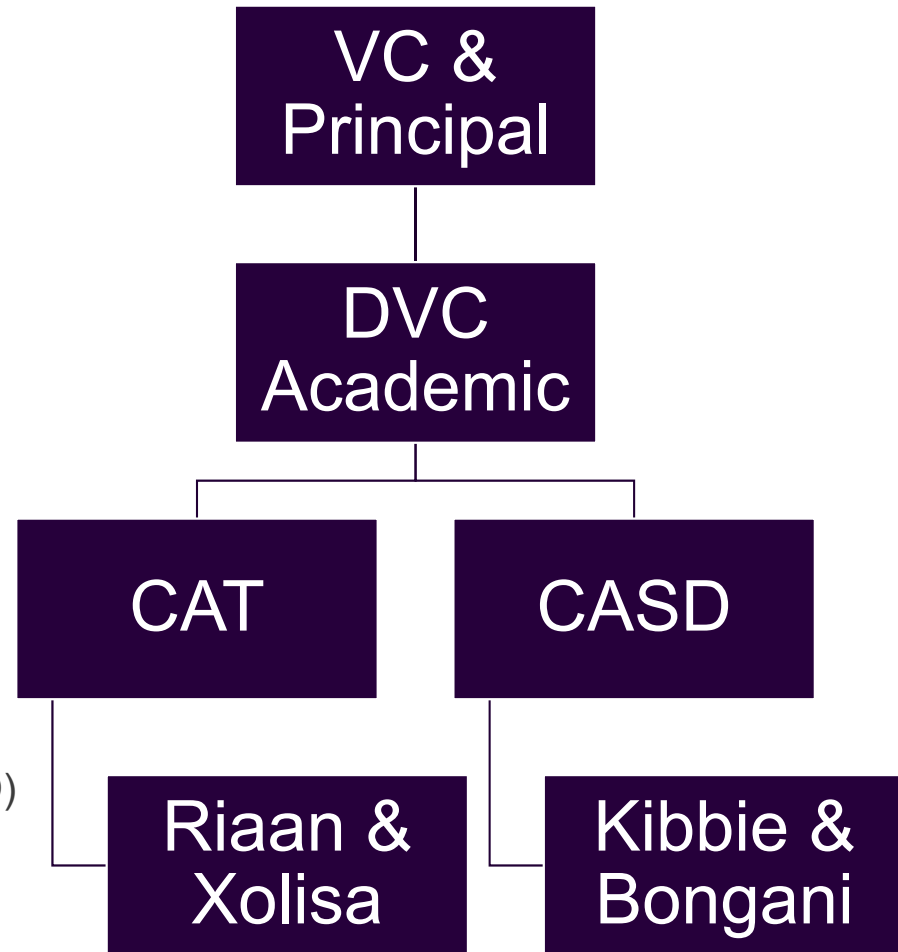 VC &
Principal
DVC
Academic
CAT
CASD
)
Riaan &
Xolisa
Kibbie &
Bongani